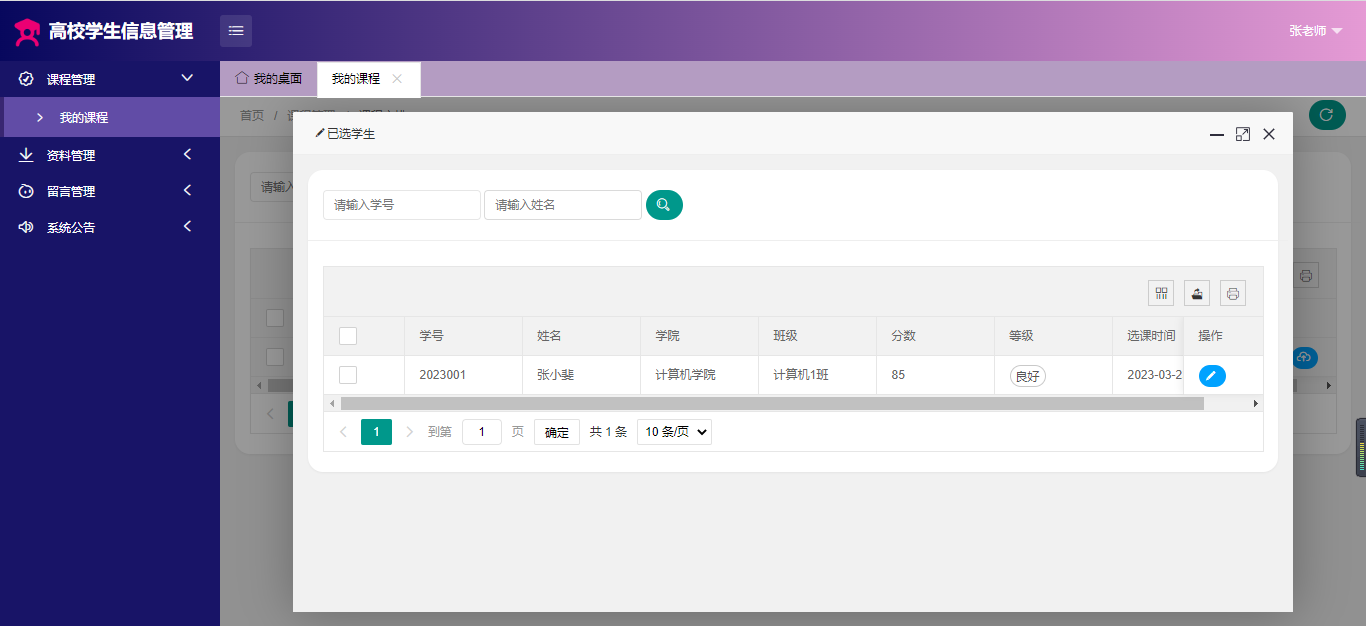 高校学生信息管理
张老师
课程管理
我的课程
资料管理
留言管理
系统公告
我的桌面
我的课程
首页 /
请输入
已选学生
请输入学号
请输入姓名
学号 姓名 学院 班级 分数 等级 选课时间 操作
2023001 张小斐 计算机学院 计算机1班 85 良好 2023-03-2
1 到第 1 页 确定 共 1 条 10 条/页